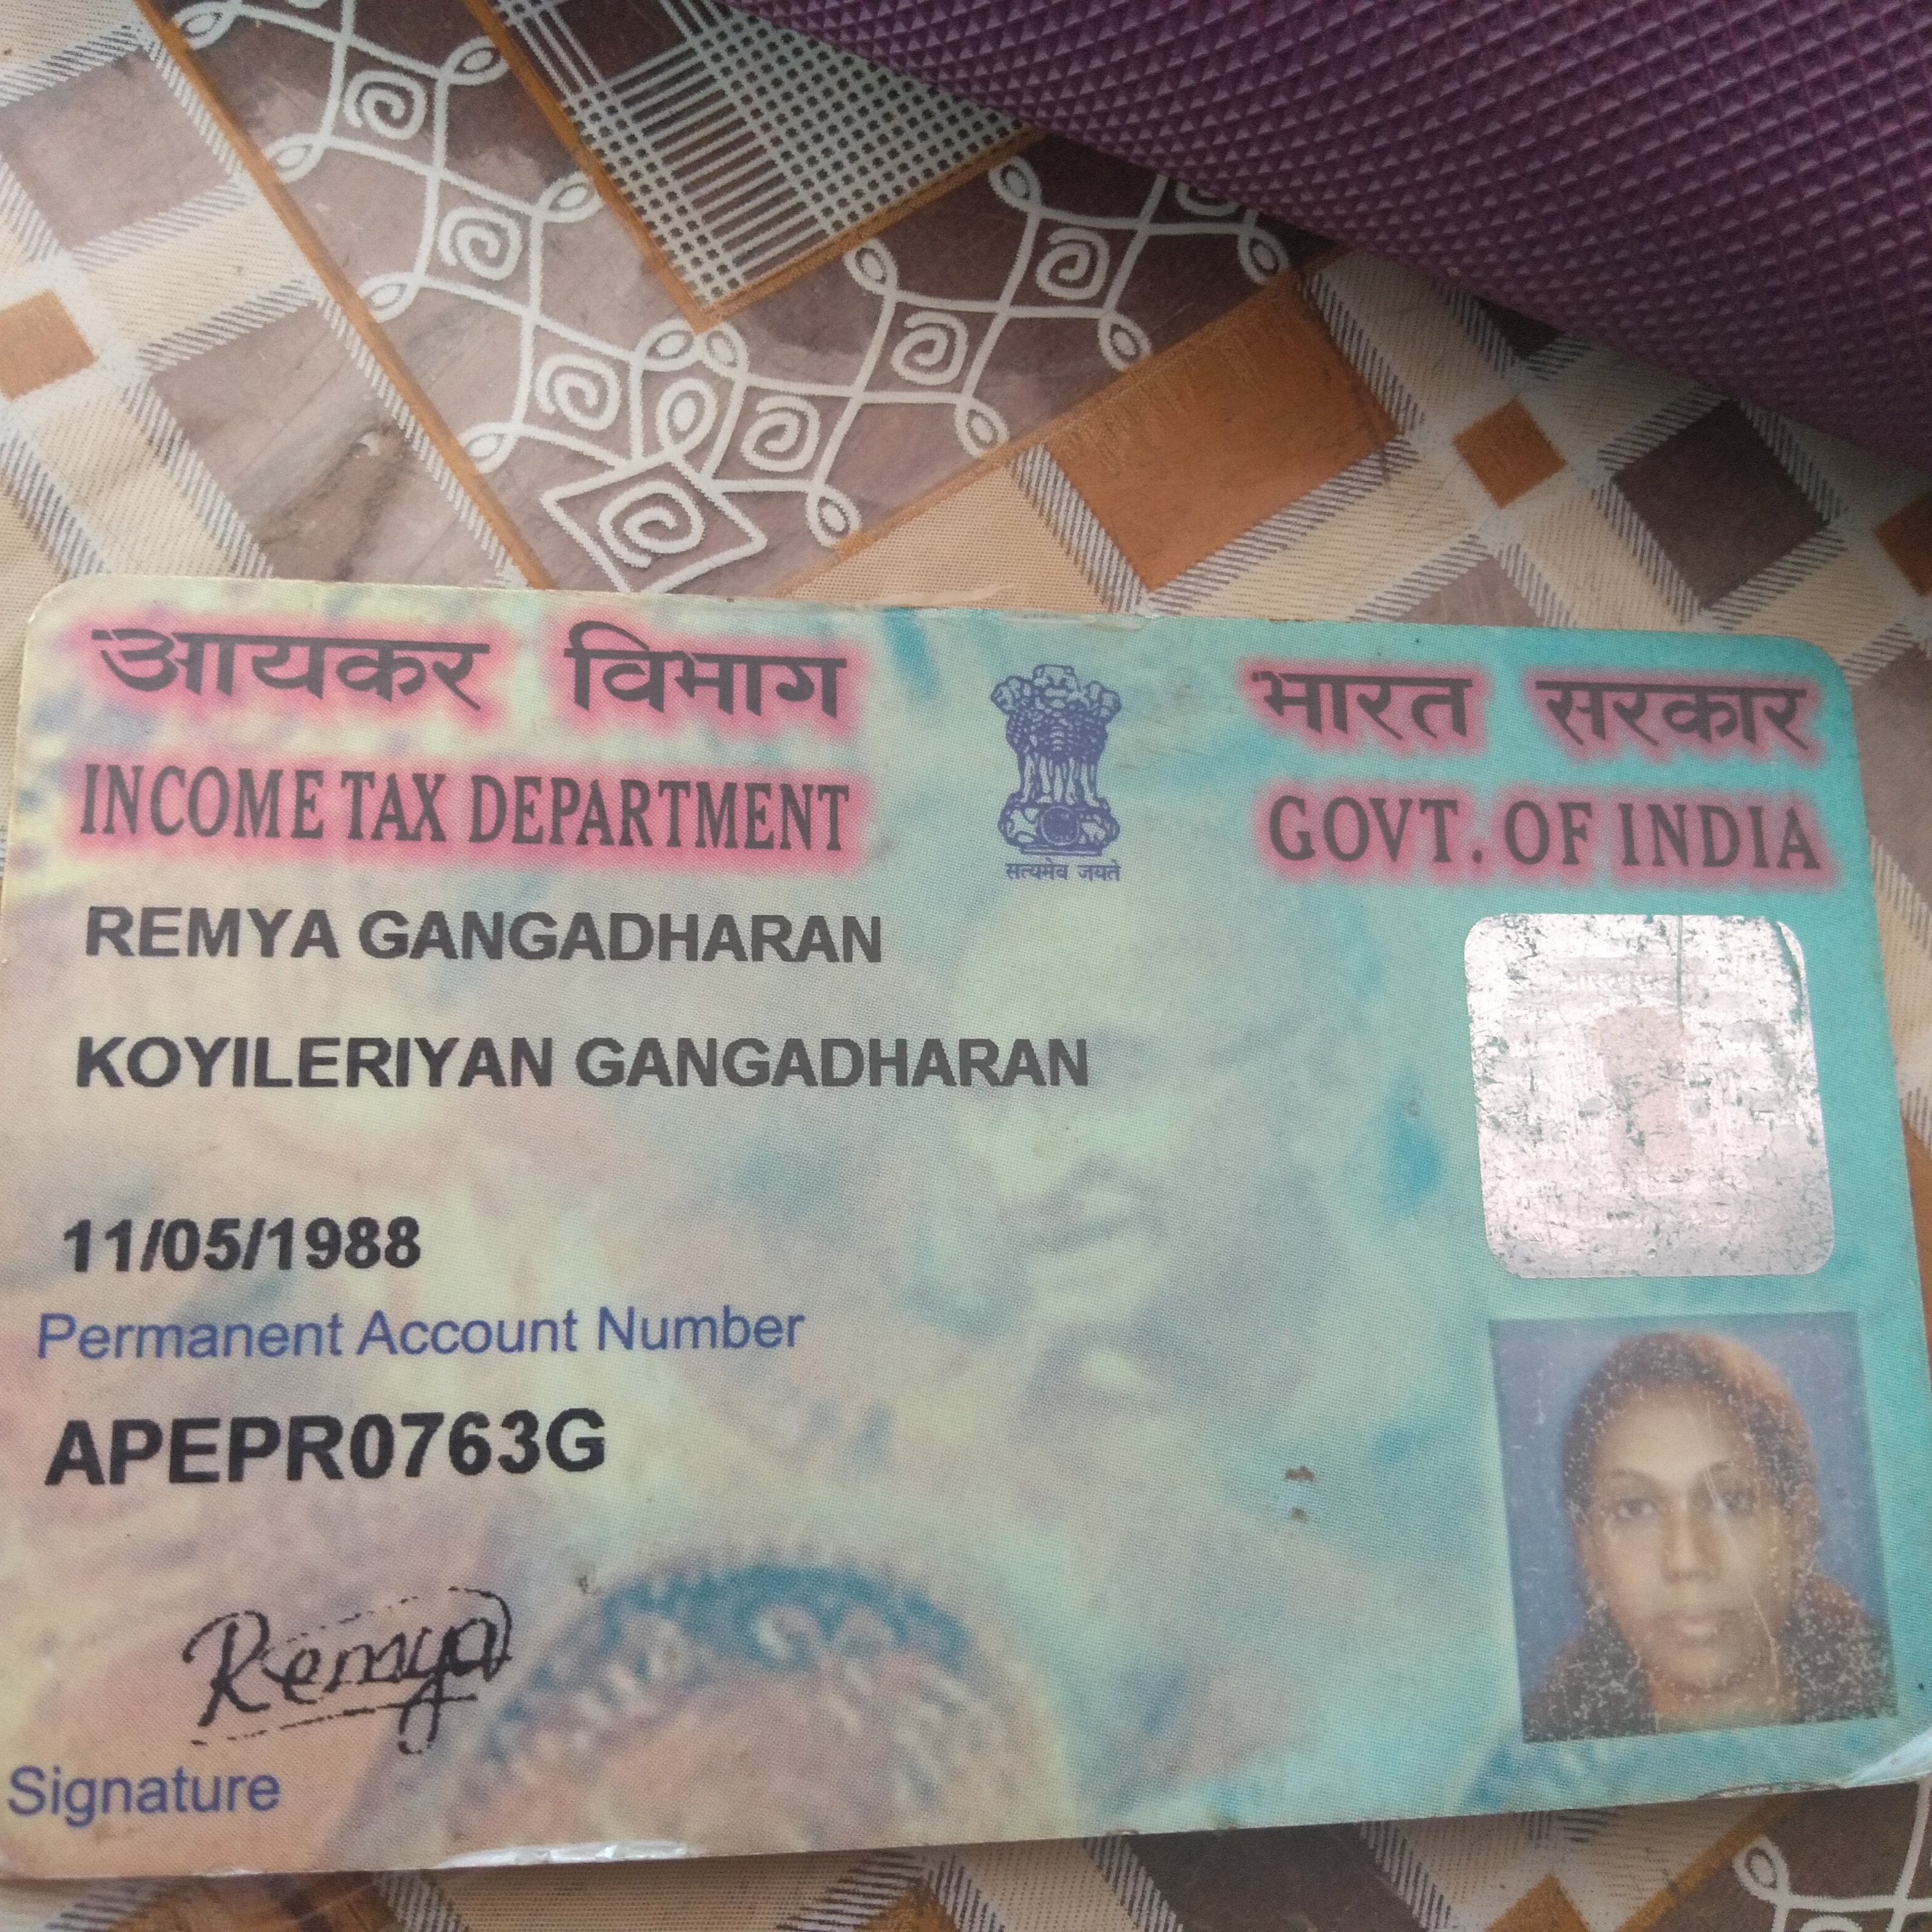 आयकर विभाग
INCOME TAX DEPARTMENT
सत्यमेव जयते
भारत सरकार
GOVT. OF INDIA
REMYA GANGADHARAN
KOYILERIYAN GANGADHARAN
11/05/1988
Permanent Account Number
APEPR0763G
Remya
Signature